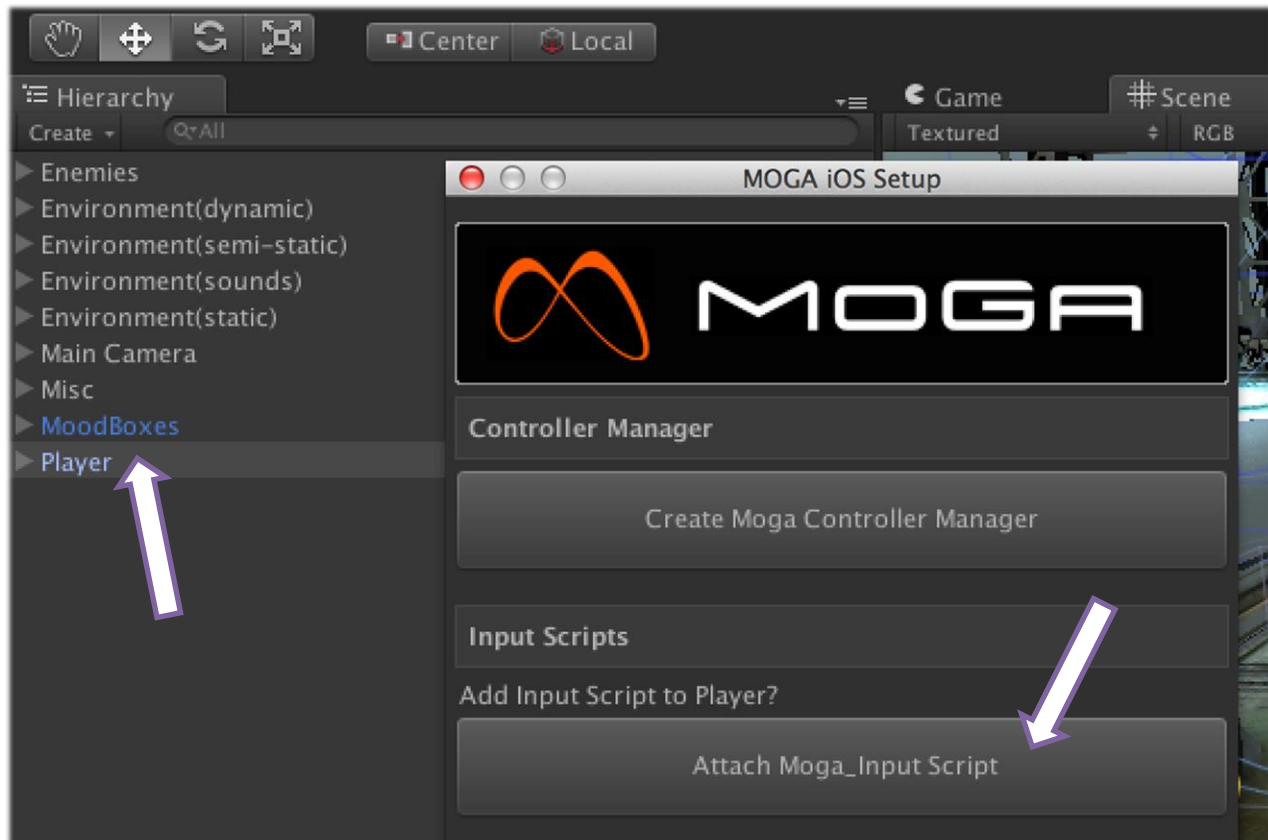 Center Local
Hierarchy
Create All
Enemies
Environment(dynamic)
Environment(semi-static)
Environment(sounds)
Environment(static)
Main Camera
Misc
MoodBoxes
Player
Game Scene
Textured RGB
MOGA iOS Setup
MOGA
Controller Manager
Create Moga Controller Manager
Input Scripts
Add Input Script to Player?
Attach Moga_Input Script